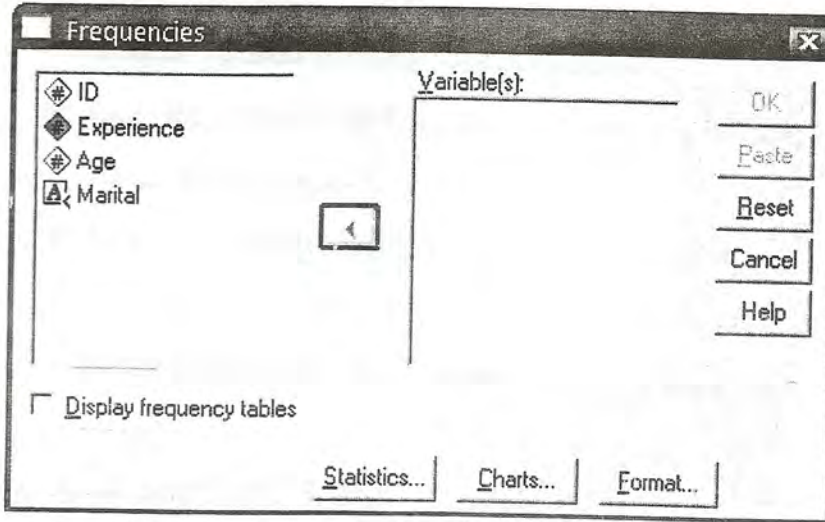 Frequencies
ID
Experience
Age
Marital
Variable(s):
OK
Paste
Reset
Cancel
Help
Display frequency tables
Statistics...
Charts...
Format...